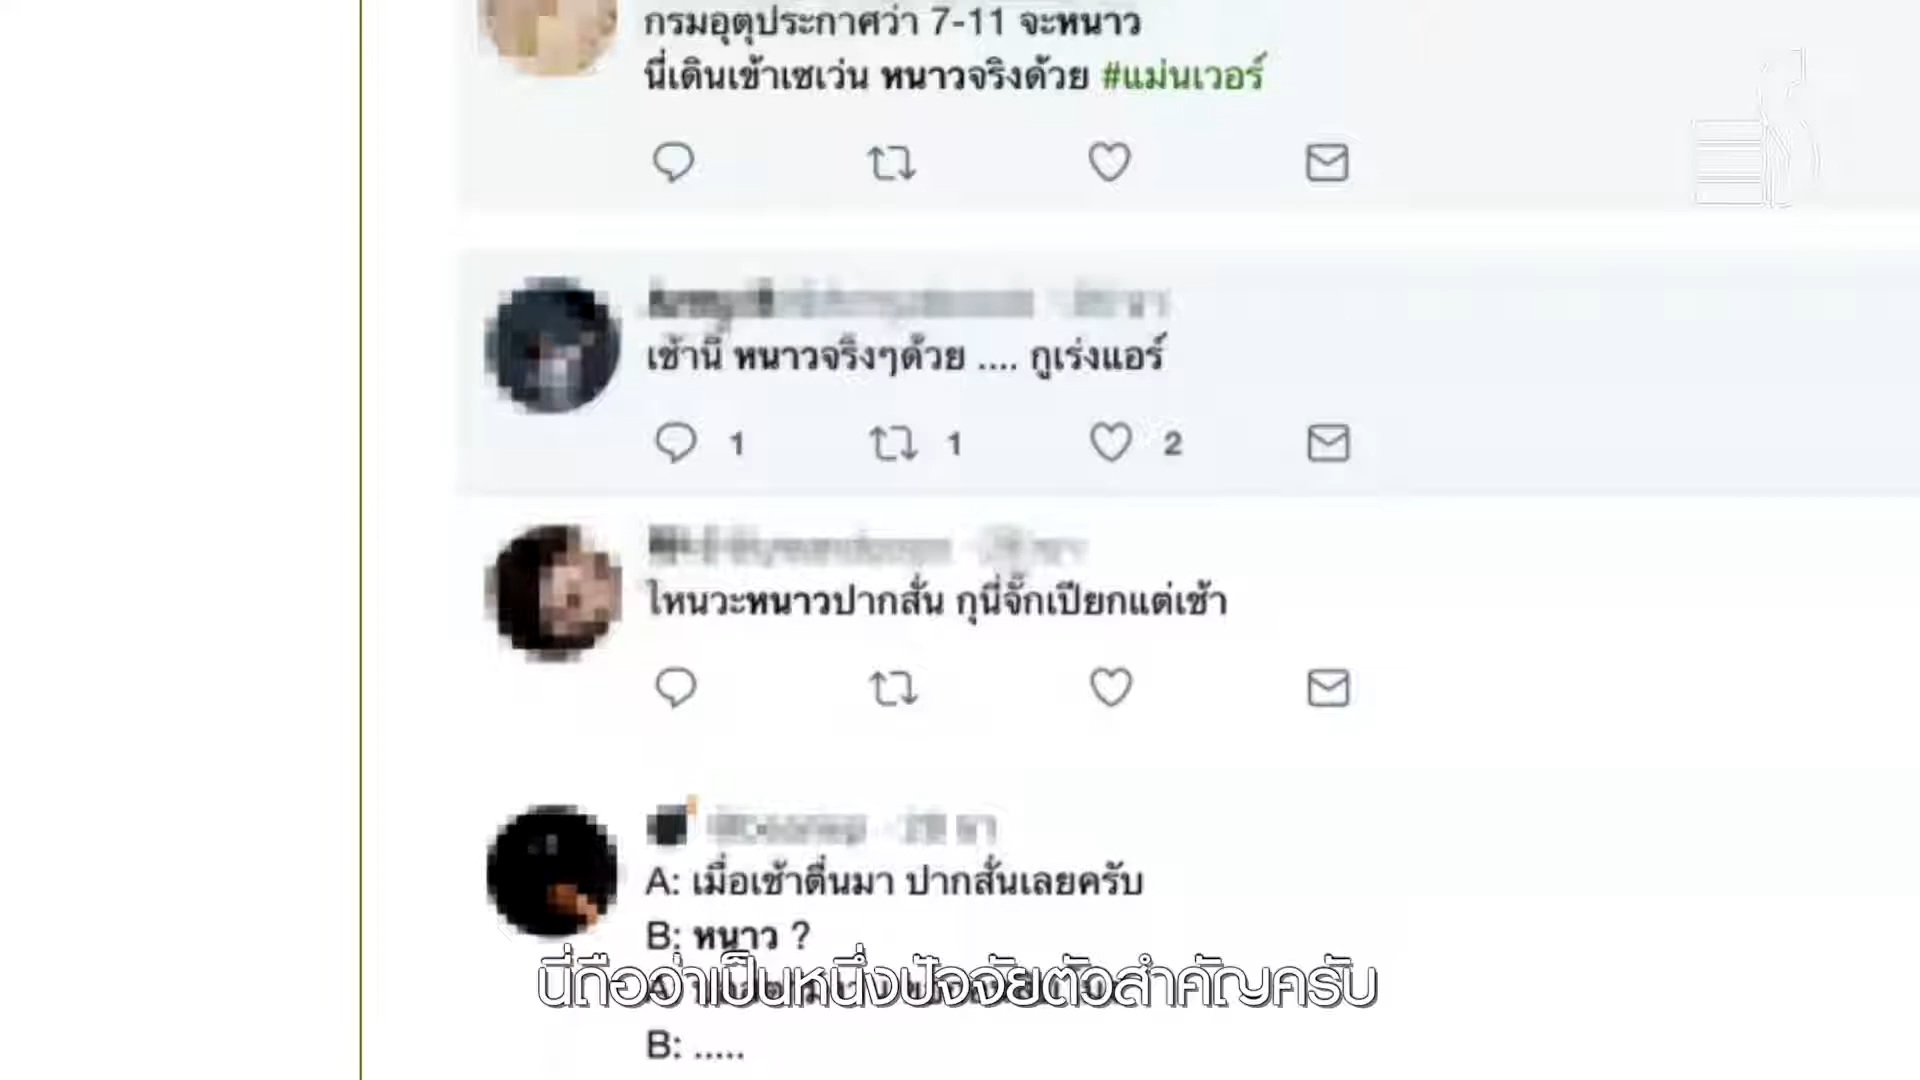 กรมอุตุประกาศว่า 7-11 จะหนาว
นี่เดินเข้าเซเว่น หนาวจริงด้วย #แม่นเวอร์
เช้านี้ หนาวจริงๆด้วย .... กูเร่งแอร์
1 1 2
ไหนวะหนาวปากสั่น กุนี่จั๊กเปียกแต่เช้า
A: เมื่อเช้าตื่นมา ปากสั่นเลยครับ
B: หนาว ?
นี่ถือว่าเป็นหนึ่งปัจจัยตัวสำคัญครับ
A:
B: .....